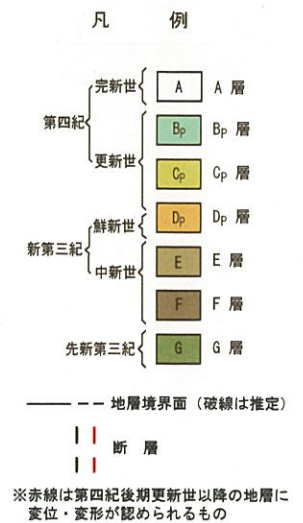 凡 例
完新世 A A 層
第四紀
BP BP 層
更新世
CP CP 層
鮮新世 DP DP 層
新第三紀
中新世
E E 層
F F 層
先新第三紀 G G 層
地層境界面（破線は推定）
断 層
※赤線は第四紀後期更新世以降の地層に
変位・変形が認められるもの